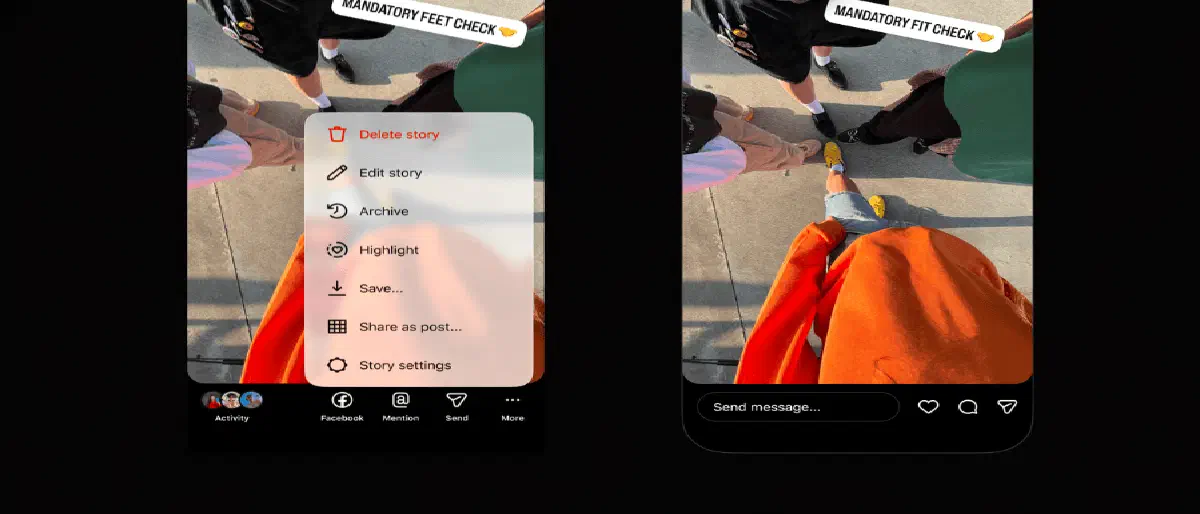 MANDATORY FEET CHECK 🤝
Delete story
Edit story
Archive
Highlight
Save...
Share as post...
Story settings
Activity
Facebook
Mention
Send
More
MANDATORY FIT CHECK 🤝
Send message...